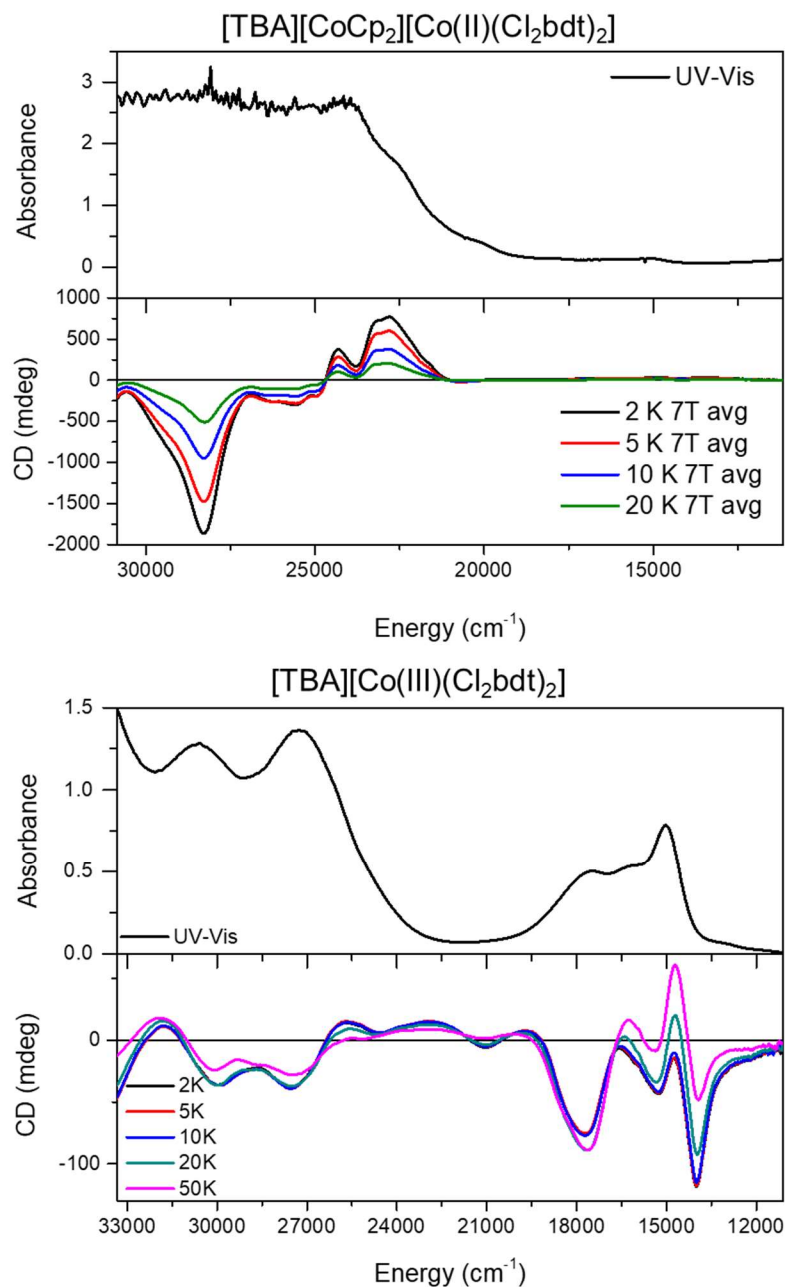 [TBA][CoCp₂][Co(II)(Cl₂bdt)₂]
3
2
1
0
Absorbance
UV-Vis
1000
500
0
-500
-1000
-1500
-2000
CD (mdeg)
2 K 7T avg
5 K 7T avg
10 K 7T avg
20 K 7T avg
30000 25000 20000 15000
Energy (cm⁻¹)
[TBA][Co(III)(Cl₂bdt)₂]
1.5
1.0
0.5
0.0
Absorbance
UV-Vis
0
-100
CD (mdeg)
2K
5K
10K
20K
50K
33000 30000 27000 24000 21000 18000 15000 12000
Energy (cm⁻¹)